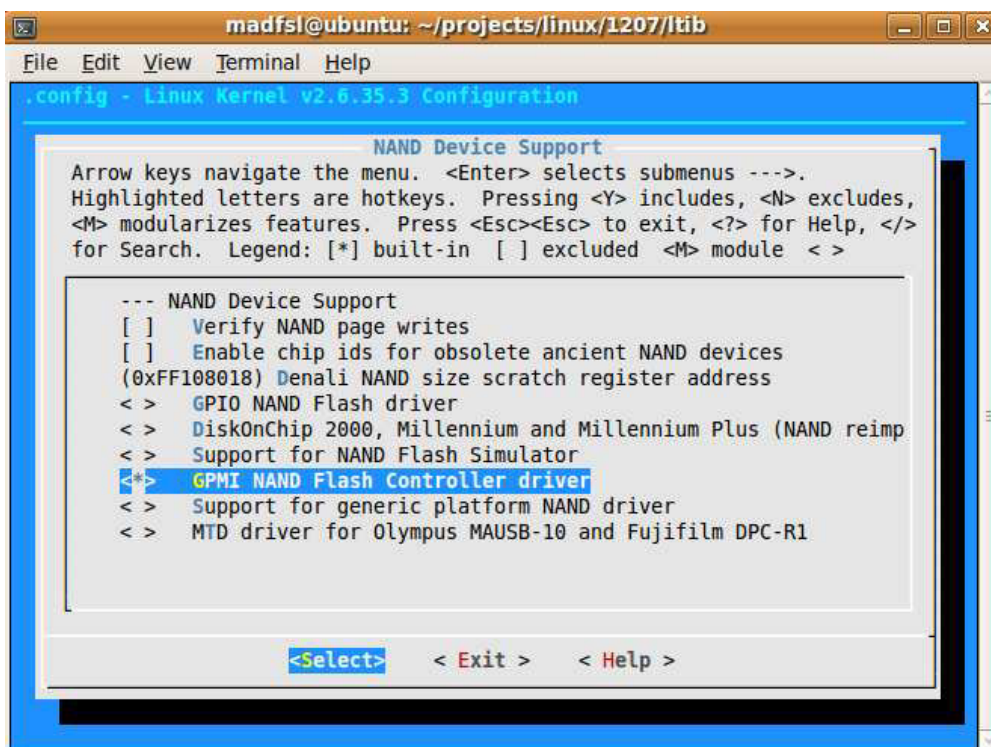 madfsl@ubuntu: ~/projects/linux/1207/ltib
File Edit View Terminal Help
.config - Linux Kernel v2.6.35.3 Configuration
NAND Device Support
Arrow keys navigate the menu. <Enter> selects submenus --->.
Highlighted letters are hotkeys. Pressing <Y> includes, <N> excludes,
<M> modularizes features. Press <Esc><Esc> to exit, <?> for Help, </>
for Search. Legend: [*] built-in [ ] excluded <M> module < >
--- NAND Device Support
[ ] Verify NAND page writes
[ ] Enable chip ids for obsolete ancient NAND devices
(0xFF108018) Denali NAND size scratch register address
< > GPIO NAND Flash driver
< > DiskOnChip 2000, Millennium and Millennium Plus (NAND reimp
< > Support for NAND Flash Simulator
<*> GPMI NAND Flash Controller driver
< > Support for generic platform NAND driver
< > MTD driver for Olympus MAUSB-10 and Fujifilm DPC-R1
<Select> < Exit > < Help >